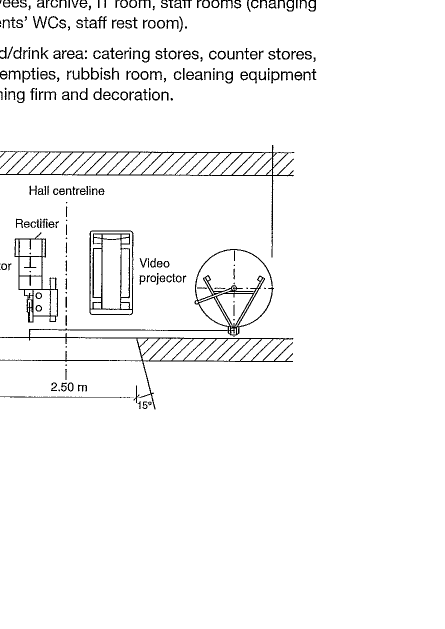 ees, archive, IT room, staff rooms (changing
ents' WCs, staff rest room).
d/drink area: catering stores, counter stores,
empties, rubbish room, cleaning equipment
ning firm and decoration.
Hall centreline
Rectifier
tor
Video
projector
2.50 m
15°